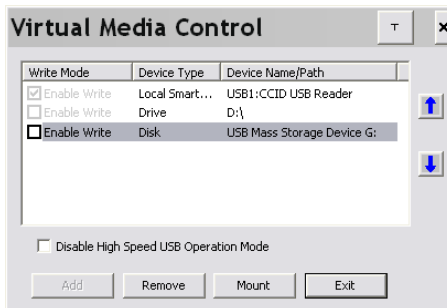 Virtual Media Control
T
x
Write Mode Device Type Device Name/Path
Enable Write Local Smart... USB1:CCID USB Reader
Enable Write Drive D:\
Enable Write Disk USB Mass Storage Device G:
Disable High Speed USB Operation Mode
Add Remove Mount Exit